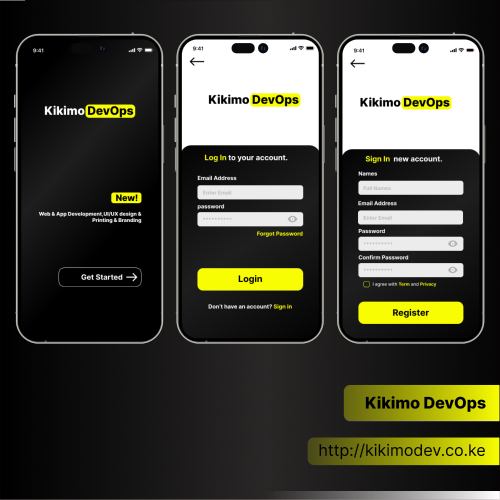 9:41
Kikimo DevOps
New!
Web & App Development,UI/UX design &
Printing & Branding
Get Started
9:41
Kikimo DevOps
Log In to your account.
Email Address
Enter Email
password
Forgot Password
Login
Don't have an account? Sign in
9:41
Kikimo DevOps
Sign In new account.
Names
Full Names
Email Address
Enter Email
Password
Confirm Password
I agree with Term and Privacy
Register
Kikimo DevOps
http://kikimodev.co.ke